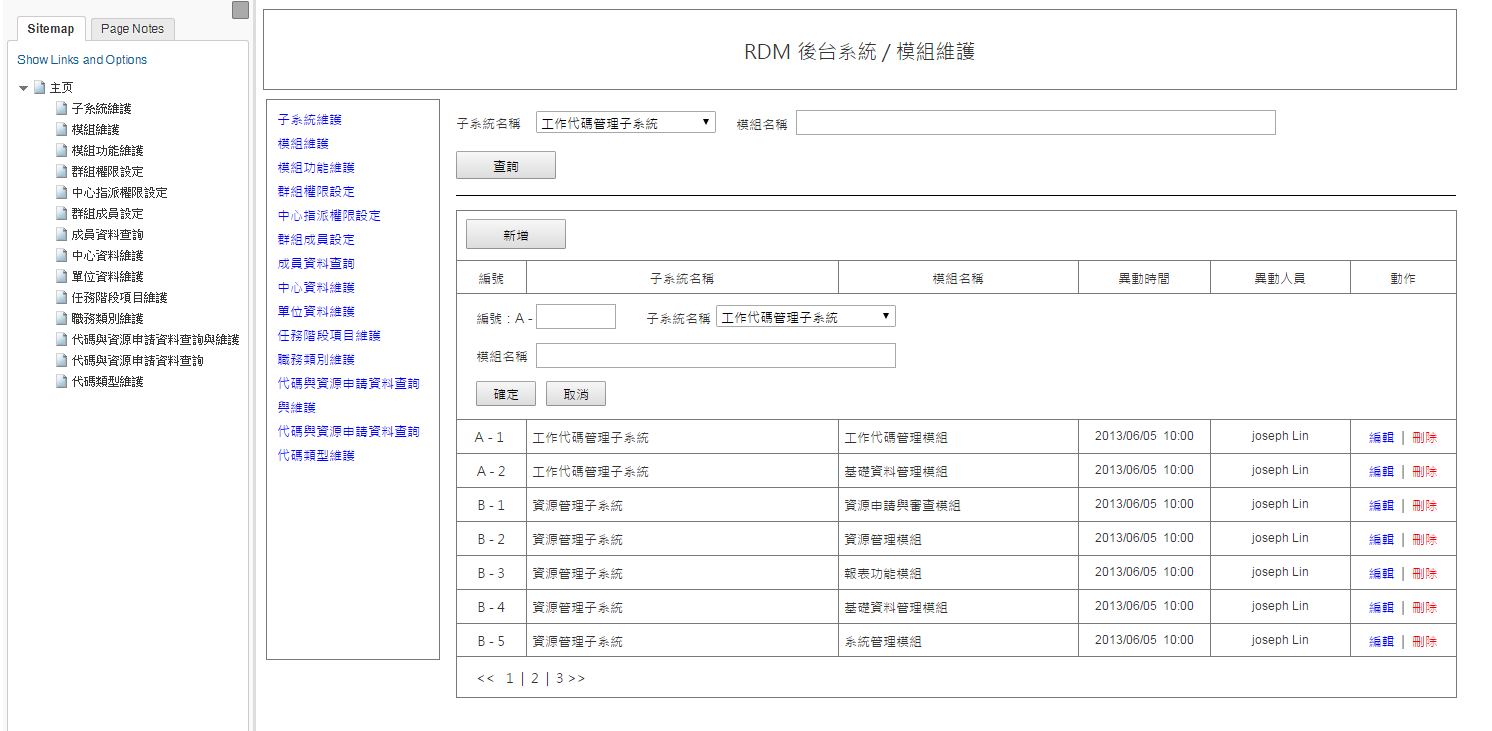 Sitemap
Page Notes
Show Links and Options
主页
子系統維護
模組維護
模組功能維護
群組權限設定
中心指派權限設定
群組成員設定
成員資料查詢
中心資料維護
單位資料維護
任務階段項目維護
職務類別維護
代碼與資源申請資料查詢與維護
代碼與資源申請資料查詢
代碼類型維護
RDM 後台系統 / 模組維護
子系統維護
模組維護
模組功能維護
群組權限設定
中心指派權限設定
群組成員設定
成員資料查詢
中心資料維護
單位資料維護
任務階段項目維護
職務類別維護
代碼與資源申請資料查詢
與維護
代碼與資源申請資料查詢
代碼類型維護
子系統名稱 工作代碼管理子系統 模組名稱
查詢
新增
編號 子系統名稱 模組名稱 異動時間 異動人員 動作
編號：A - 子系統名稱 工作代碼管理子系統
模組名稱
確定 取消
A - 1 工作代碼管理子系統 工作代碼管理模組 2013/06/05 10:00 joseph Lin 編輯 | 刪除
A - 2 工作代碼管理子系統 基礎資料管理模組 2013/06/05 10:00 joseph Lin 編輯 | 刪除
B - 1 資源管理子系統 資源申請與審查模組 2013/06/05 10:00 joseph Lin 編輯 | 刪除
B - 2 資源管理子系統 資源管理模組 2013/06/05 10:00 joseph Lin 編輯 | 刪除
B - 3 資源管理子系統 報表功能模組 2013/06/05 10:00 joseph Lin 編輯 | 刪除
B - 4 資源管理子系統 基礎資料管理模組 2013/06/05 10:00 joseph Lin 編輯 | 刪除
B - 5 資源管理子系統 系統管理模組 2013/06/05 10:00 joseph Lin 編輯 | 刪除
<< 1 | 2 | 3 >>